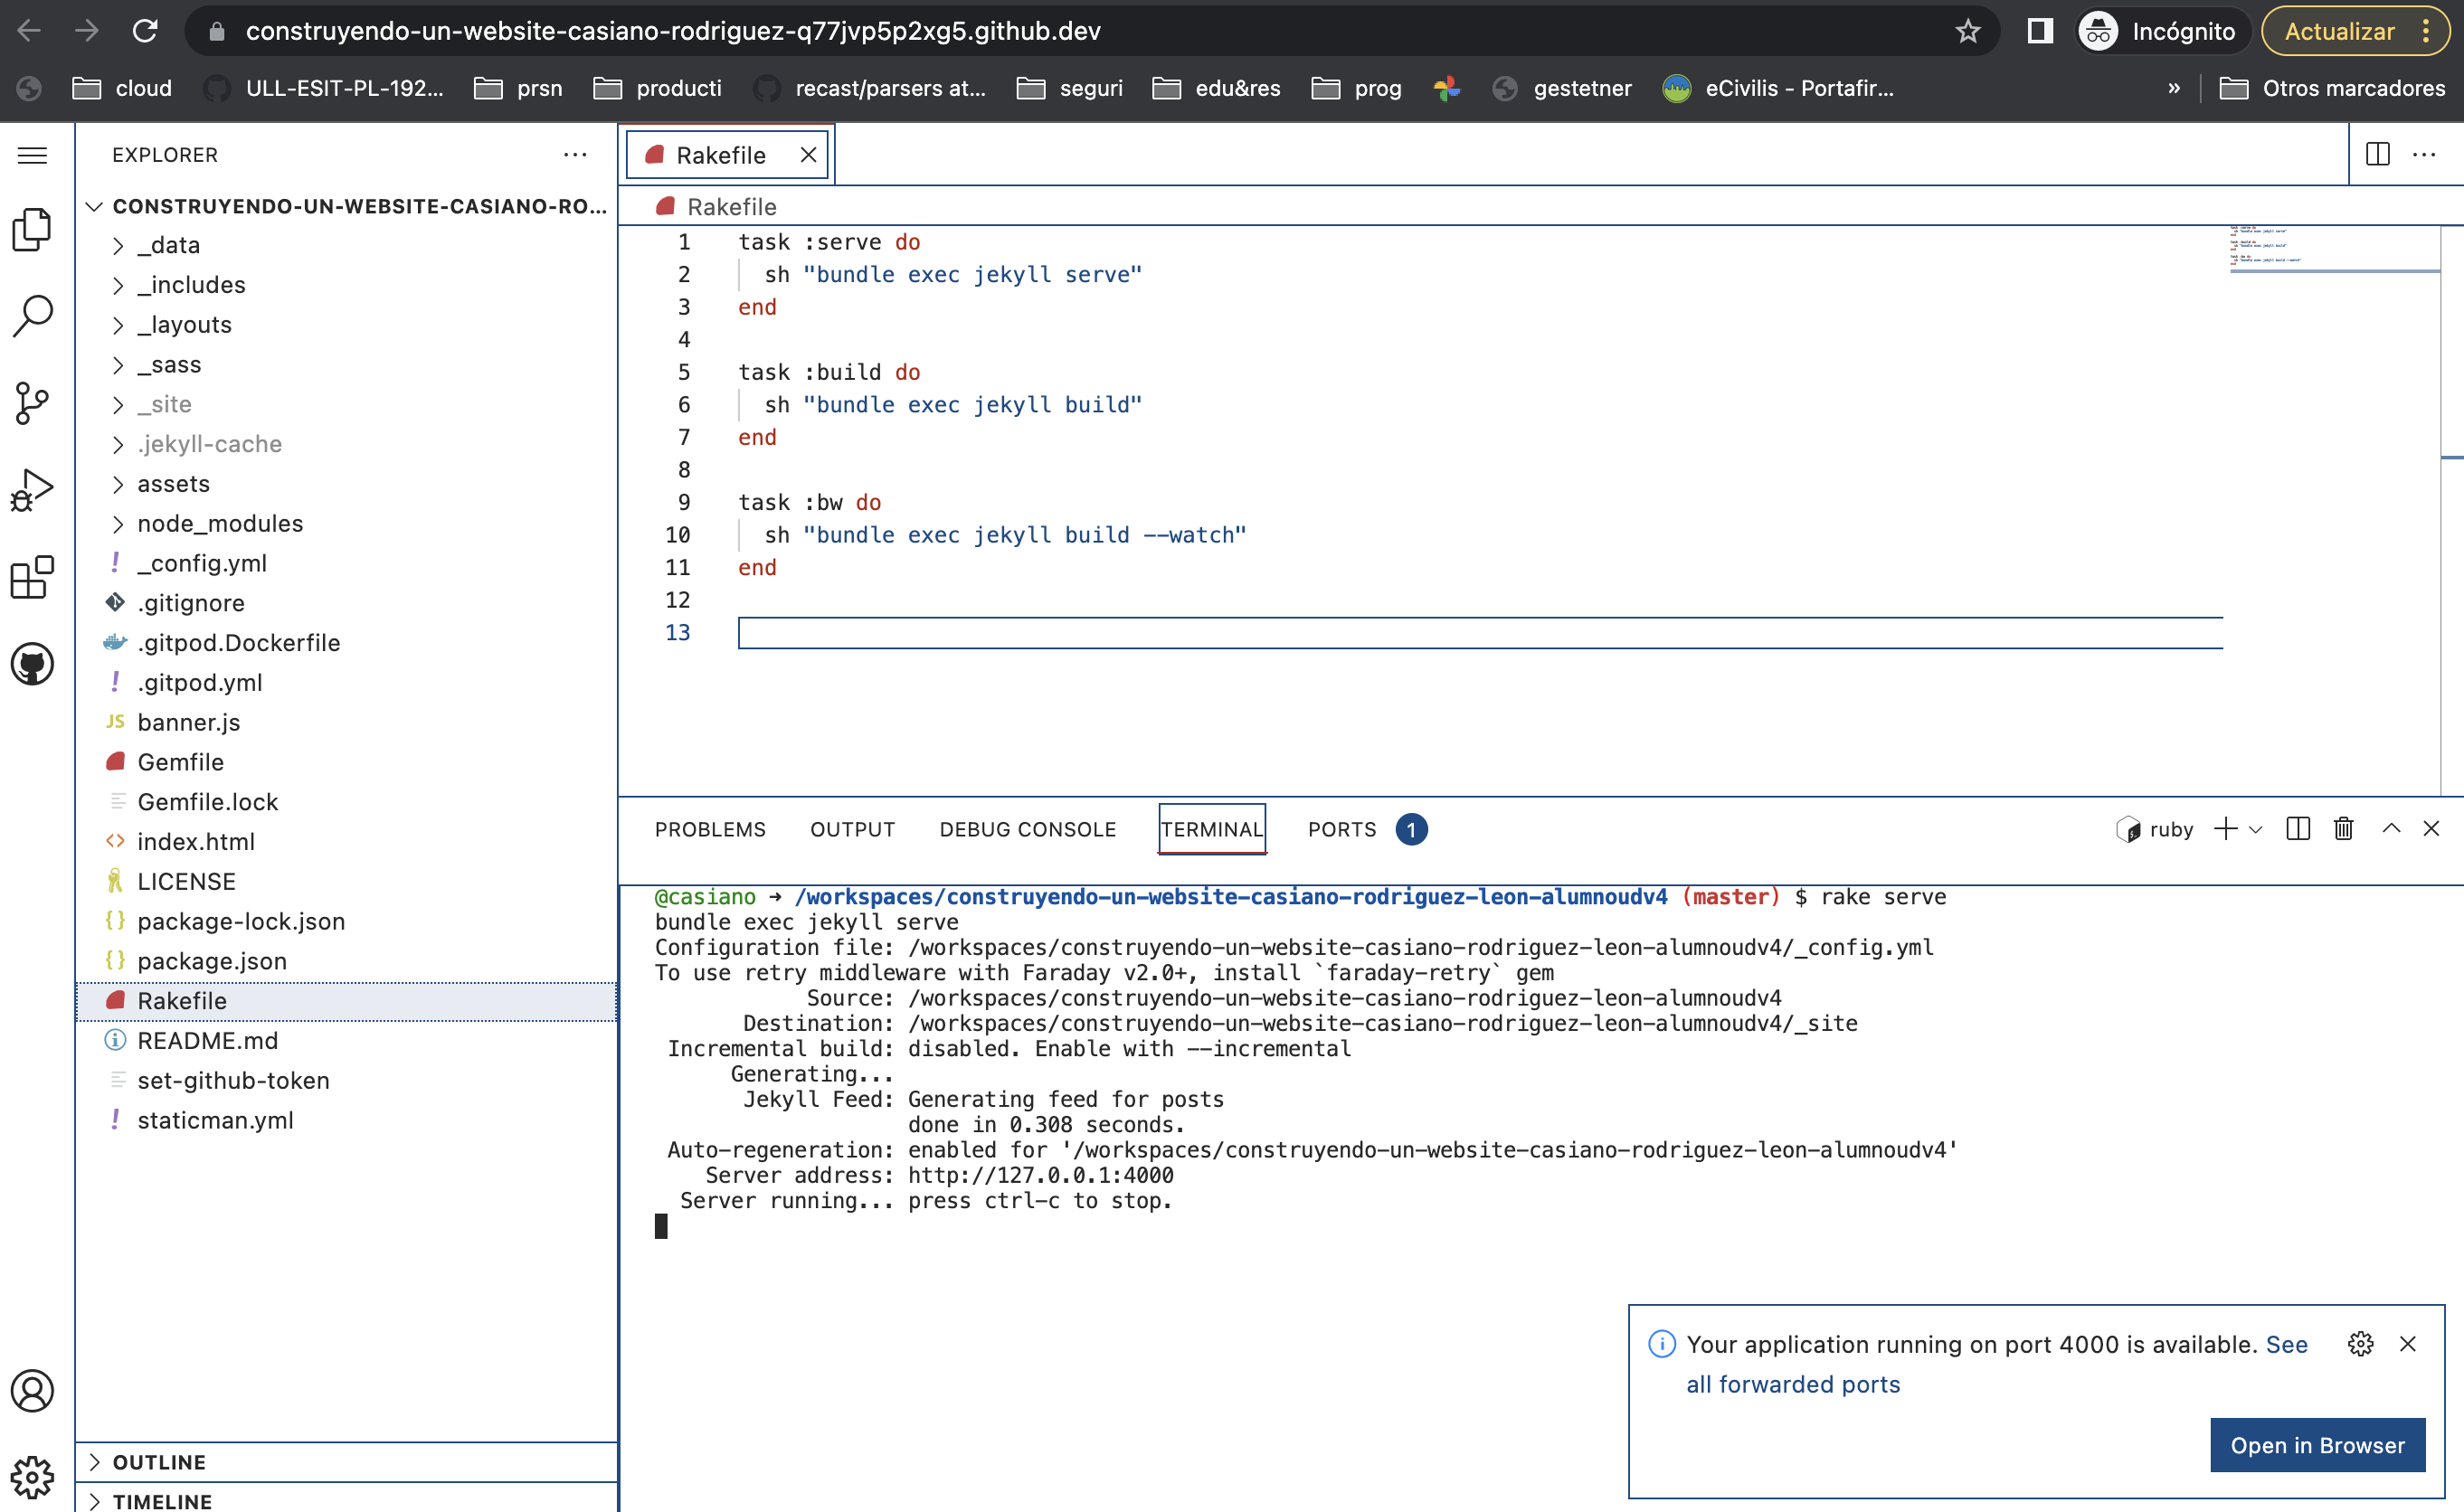 construyendo-un-website-casiano-rodriguez-q77jvp5p2xg5.github.dev
Incógnito
Actualizar
cloud
ULL-ESIT-PL-192...
prsn
producti
recast/parsers at...
seguri
edu&res
prog
gestetner
eCivilis - Portafir...
»
Otros marcadores
EXPLORER
CONSTRUYENDO-UN-WEBSITE-CASIANO-RO...
_data
_includes
_layouts
_sass
_site
.jekyll-cache
assets
node_modules
! _config.yml
.gitignore
.gitpod.Dockerfile
! .gitpod.yml
JS banner.js
Gemfile
Gemfile.lock
<> index.html
LICENSE
{} package-lock.json
{} package.json
Rakefile
README.md
set-github-token
! staticman.yml
OUTLINE
TIMELINE
Rakefile
Rakefile
1 task :serve do
2 sh "bundle exec jekyll serve"
3 end
4
5 task :build do
6 sh "bundle exec jekyll build"
7 end
8
9 task :bw do
10 sh "bundle exec jekyll build --watch"
11 end
12
13
PROBLEMS
OUTPUT
DEBUG CONSOLE
TERMINAL
PORTS 1
ruby
@casiano ➜ /workspaces/construyendo-un-website-casiano-rodriguez-leon-alumnoudv4 (master) $ rake serve
bundle exec jekyll serve
Configuration file: /workspaces/construyendo-un-website-casiano-rodriguez-leon-alumnoudv4/_config.yml
To use retry middleware with Faraday v2.0+, install `faraday-retry` gem
Source: /workspaces/construyendo-un-website-casiano-rodriguez-leon-alumnoudv4
Destination: /workspaces/construyendo-un-website-casiano-rodriguez-leon-alumnoudv4/_site
Incremental build: disabled. Enable with --incremental
Generating...
Jekyll Feed: Generating feed for posts
done in 0.308 seconds.
Auto-regeneration: enabled for '/workspaces/construyendo-un-website-casiano-rodriguez-leon-alumnoudv4'
Server address: http://127.0.0.1:4000
Server running... press ctrl-c to stop.
Your application running on port 4000 is available. See
all forwarded ports
Open in Browser